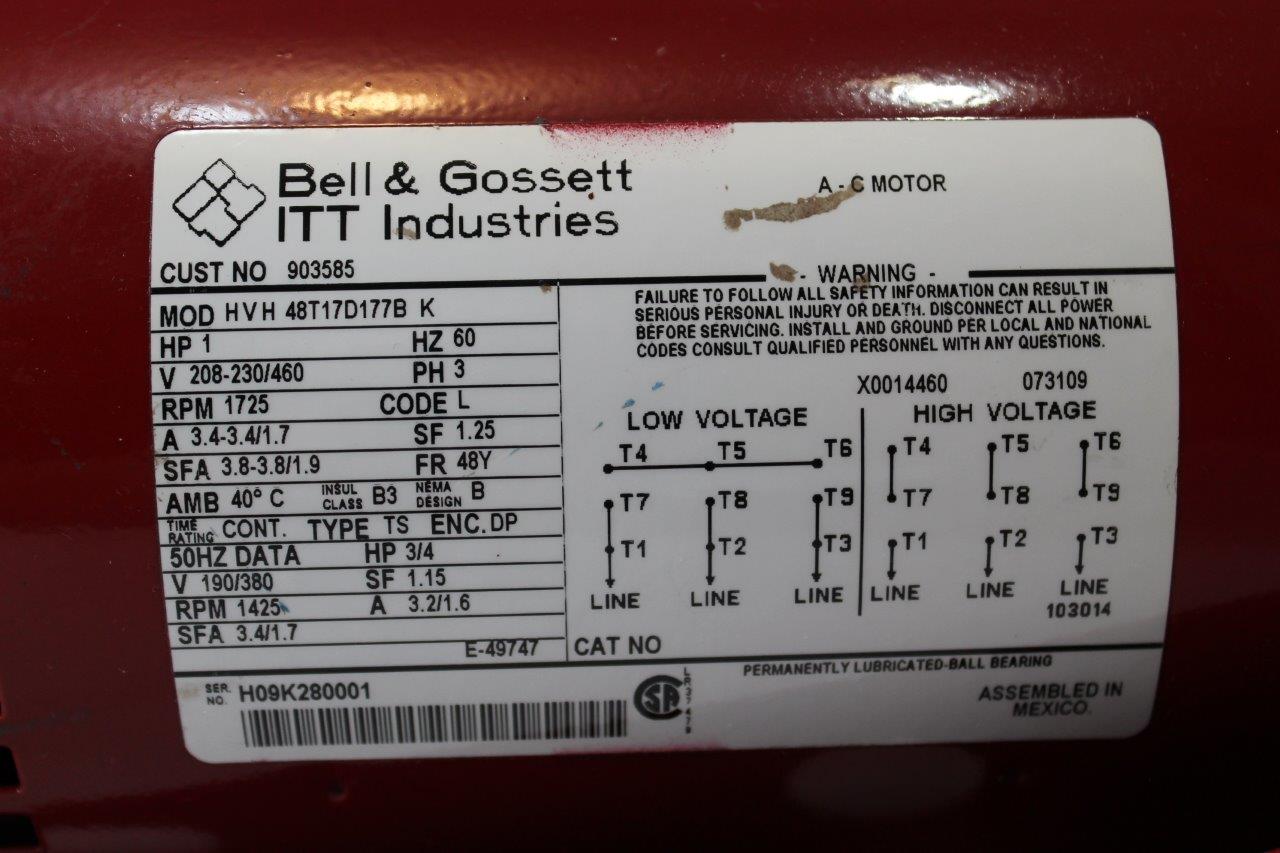 Bell & Gossett
ITT Industries
A - C MOTOR
CUST NO 903585
MOD HVH 48T17D177B K
HP 1 HZ 60
V 208-230/460 PH 3
RPM 1725 CODE L
A 3.4-3.4/1.7 SF 1.25
SFA 3.8-3.8/1.9 FR 48Y
AMB 40° C INSUL CLASS B3 NEMA DESIGN B
TIME RATING CONT. TYPE TS ENC. DP
50HZ DATA HP 3/4
V 190/380 SF 1.15
RPM 1425 A 3.2/1.6
SFA 3.4/1.7
E-49747
- WARNING -
FAILURE TO FOLLOW ALL SAFETY INFORMATION CAN RESULT IN
SERIOUS PERSONAL INJURY OR DEATH. DISCONNECT ALL POWER
BEFORE SERVICING. INSTALL AND GROUND PER LOCAL AND NATIONAL
CODES CONSULT QUALIFIED PERSONNEL WITH ANY QUESTIONS.
X0014460 073109
LOW VOLTAGE
T4 T5 T6
T7 T8 T9
T1 T2 T3
LINE LINE LINE
HIGH VOLTAGE
T4 T5 T6
T7 T8 T9
T1 T2 T3
LINE LINE LINE
103014
CAT NO
PERMANENTLY LUBRICATED-BALL BEARING
SER. NO. H09K280001
SA
ASSEMBLED IN
MEXICO.